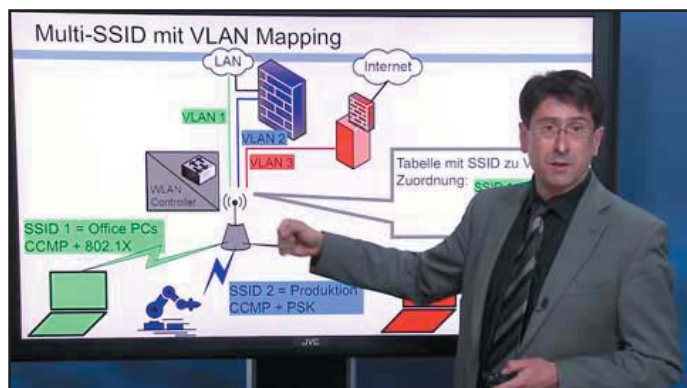 Multi-SSID mit VLAN Mapping
LAN
Internet
VLAN 1
VLAN 2
VLAN 3
WLAN
Controller
Tabelle mit SSID zu
Zuordnung:
SSID 1 = Office PCs
CCMP + 802.1X
SSID 2 = Produktion
CCMP + PSK
JVC